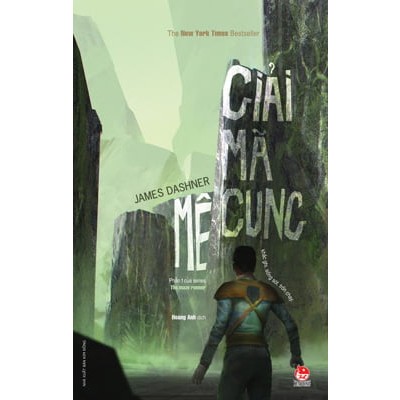 The New York Times Bestseller
GIẢI
MÃ
MÊ CUNG
JAMES DASHNER
Phần 1 của series
THE MAZE RUNNER
Hoàng Anh dịch